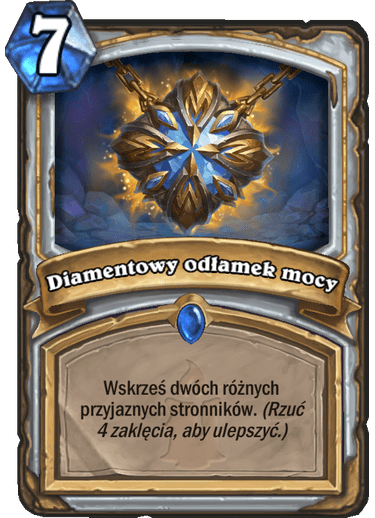 7
Diamentowy odłamek mocy
Wskrześ dwóch różnych
przyjaznych stronników. (Rzuć
4 zaklęcia, aby ulepszyć.)